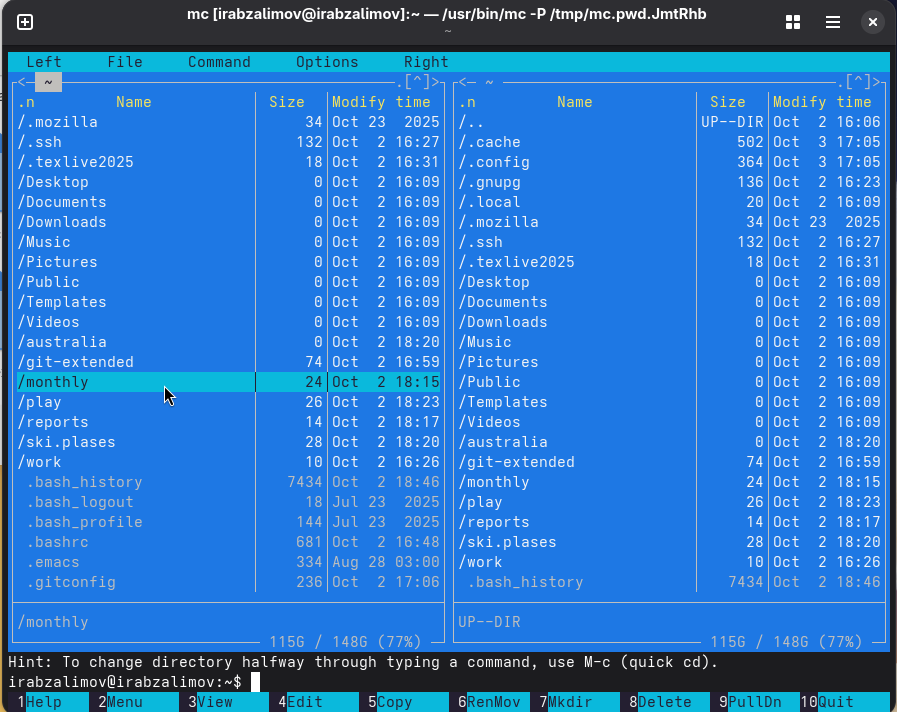 mc [irabzalimov@irabzalimov]:~ — /usr/bin/mc -P /tmp/mc.pwd.JmtRhb
~
Left File Command Options Right
<─ ~ .[^]> <─ ~ .[^]>
.n Name Size Modify time .n Name Size Modify time
/.mozilla 34 Oct 23 2025 /.. UP--DIR Oct 2 16:06
/.ssh 132 Oct 2 16:27 /.cache 502 Oct 3 17:05
/.texlive2025 18 Oct 2 16:31 /.config 364 Oct 3 17:05
/Desktop 0 Oct 2 16:09 /.gnupg 136 Oct 2 16:23
/Documents 0 Oct 2 16:09 /.local 20 Oct 2 16:09
/Downloads 0 Oct 2 16:09 /.mozilla 34 Oct 23 2025
/Music 0 Oct 2 16:09 /.ssh 132 Oct 2 16:27
/Pictures 0 Oct 2 16:09 /.texlive2025 18 Oct 2 16:31
/Public 0 Oct 2 16:09 /Desktop 0 Oct 2 16:09
/Templates 0 Oct 2 16:09 /Documents 0 Oct 2 16:09
/Videos 0 Oct 2 16:09 /Downloads 0 Oct 2 16:09
/australia 0 Oct 2 18:20 /Music 0 Oct 2 16:09
/git-extended 74 Oct 2 16:59 /Pictures 0 Oct 2 16:09
/monthly 24 Oct 2 18:15 /Public 0 Oct 2 16:09
/play 26 Oct 2 18:23 /Templates 0 Oct 2 16:09
/reports 14 Oct 2 18:17 /Videos 0 Oct 2 16:09
/ski.plases 28 Oct 2 18:20 /australia 0 Oct 2 18:20
/work 10 Oct 2 16:26 /git-extended 74 Oct 2 16:59
.bash_history 7434 Oct 2 18:46 /monthly 24 Oct 2 18:15
.bash_logout 18 Jul 23 2025 /play 26 Oct 2 18:23
.bash_profile 144 Jul 23 2025 /reports 14 Oct 2 18:17
.bashrc 681 Oct 2 16:48 /ski.plases 28 Oct 2 18:20
.emacs 334 Aug 28 03:00 /work 10 Oct 2 16:26
.gitconfig 236 Oct 2 17:06 .bash_history 7434 Oct 2 18:46
/monthly UP--DIR
115G / 148G (77%) 115G / 148G (77%)
Hint: To change directory halfway through typing a command, use M-c (quick cd).
irabzalimov@irabzalimov:~$
1Help 2Menu 3View 4Edit 5Copy 6RenMov 7Mkdir 8Delete 9PullDn 10Quit